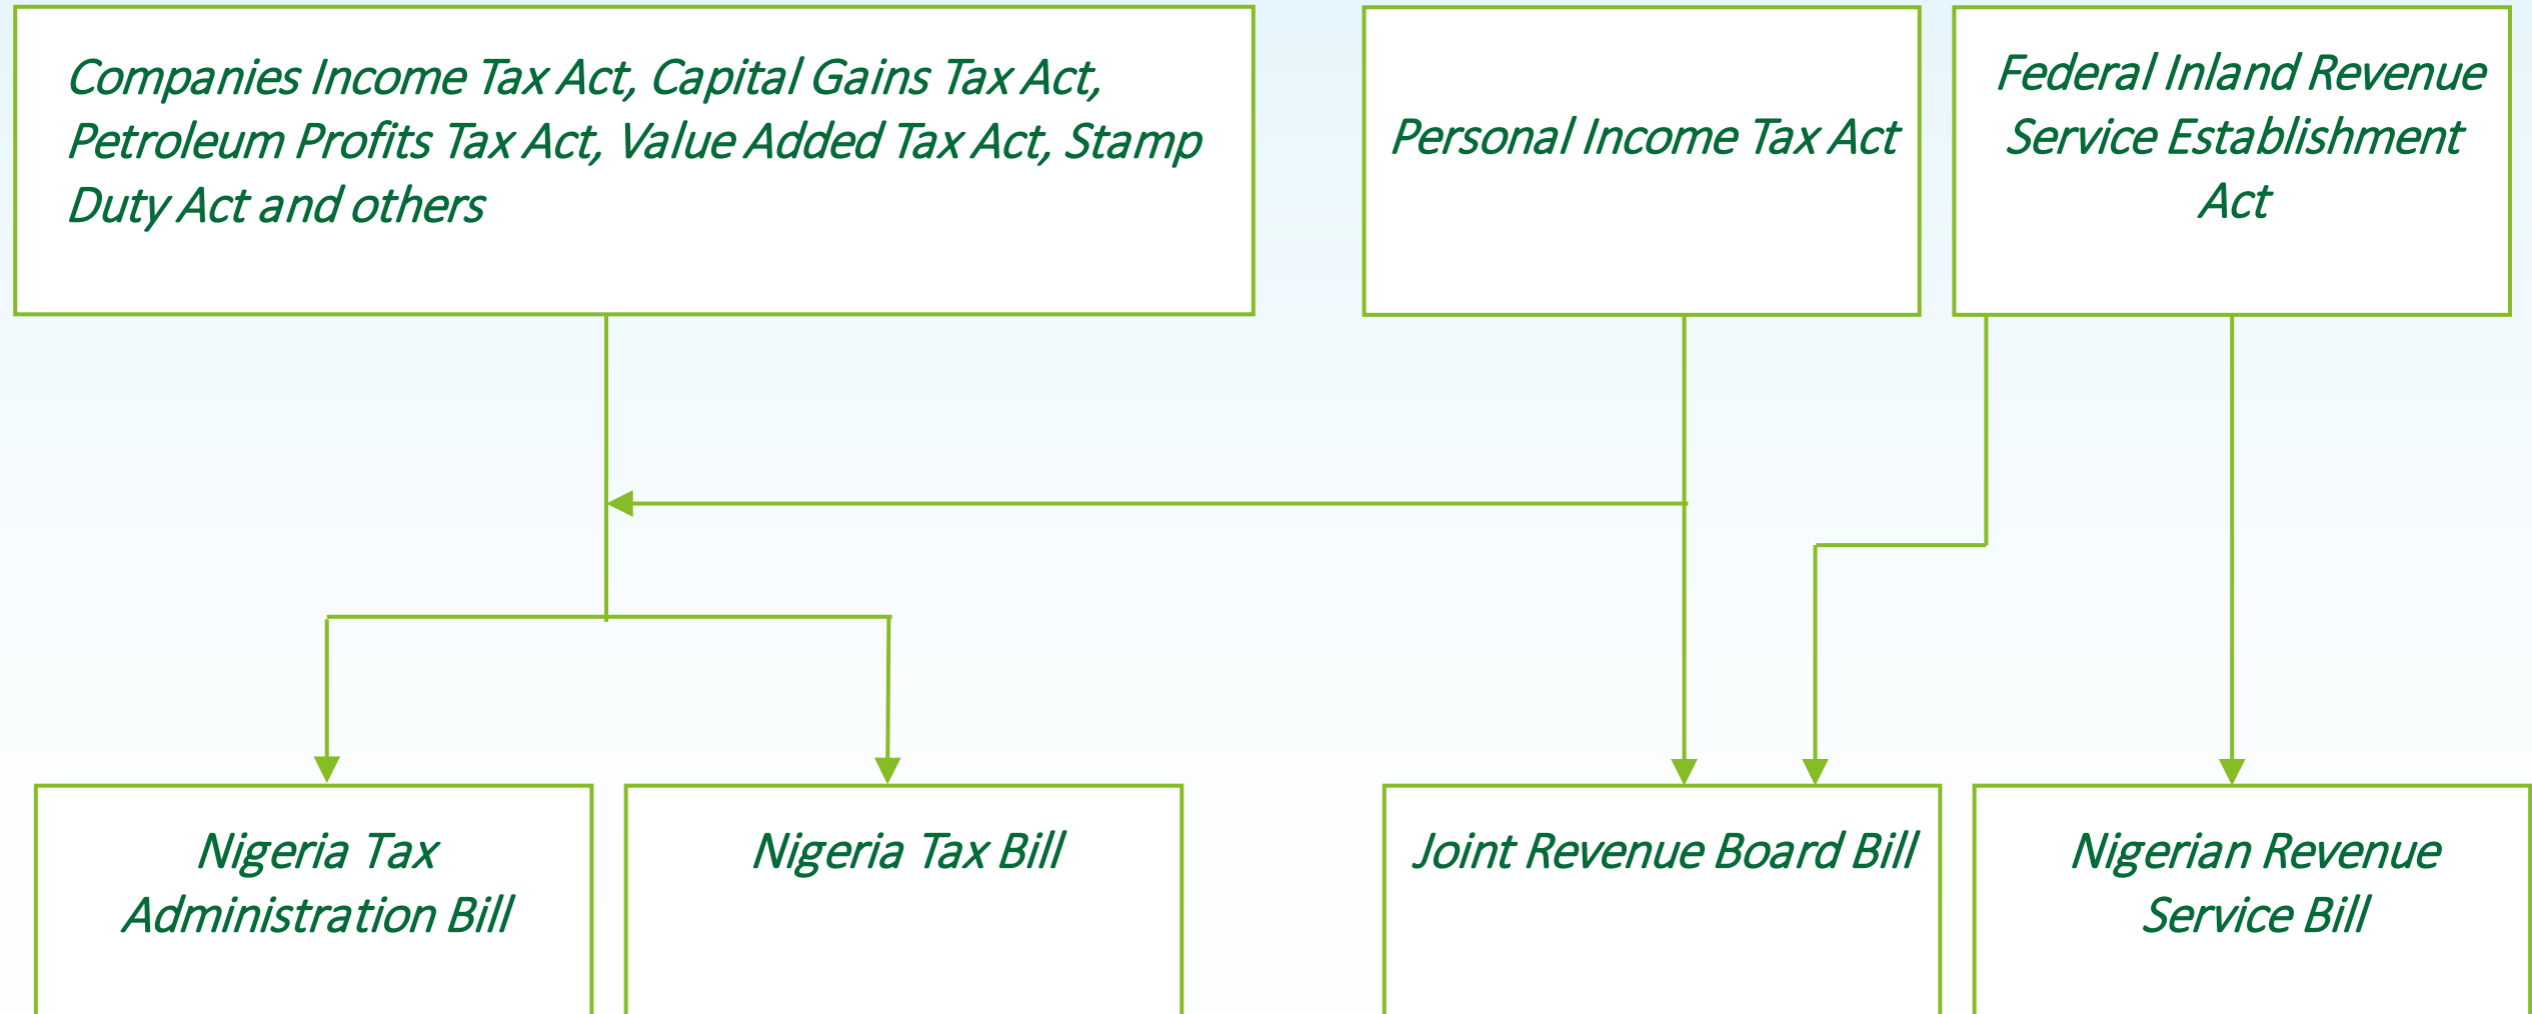 Companies Income Tax Act, Capital Gains Tax Act,
Petroleum Profits Tax Act, Value Added Tax Act, Stamp
Duty Act and others
Personal Income Tax Act
Federal Inland Revenue
Service Establishment
Act
Nigeria Tax
Administration Bill
Nigeria Tax Bill
Joint Revenue Board Bill
Nigerian Revenue
Service Bill